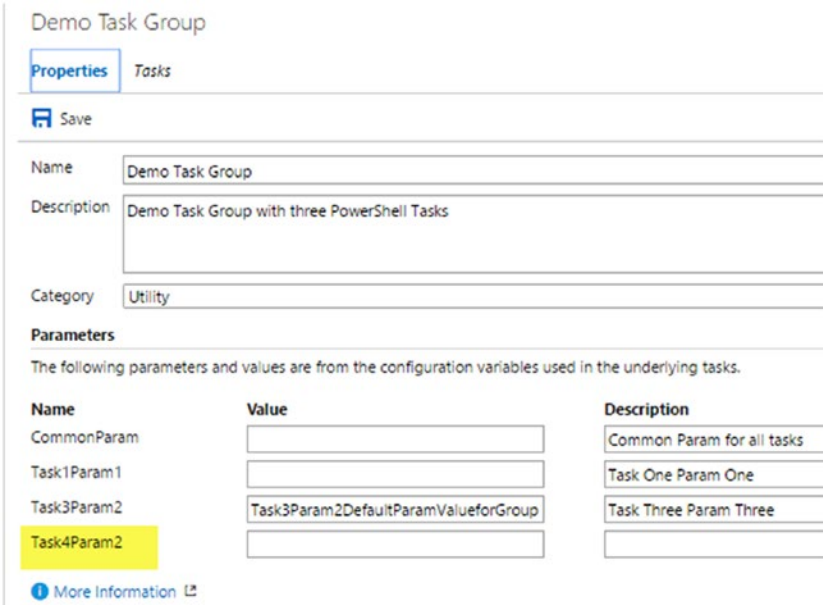 Demo Task Group
Properties Tasks
Save
Name Demo Task Group
Description Demo Task Group with three PowerShell Tasks
Category Utility
Parameters
The following parameters and values are from the configuration variables used in the underlying tasks.
Name Value Description
CommonParam Common Param for all tasks
Task1Param1 Task One Param One
Task3Param2 Task3Param2DefaultParamValueforGroup Task Three Param Three
Task4Param2
More Information